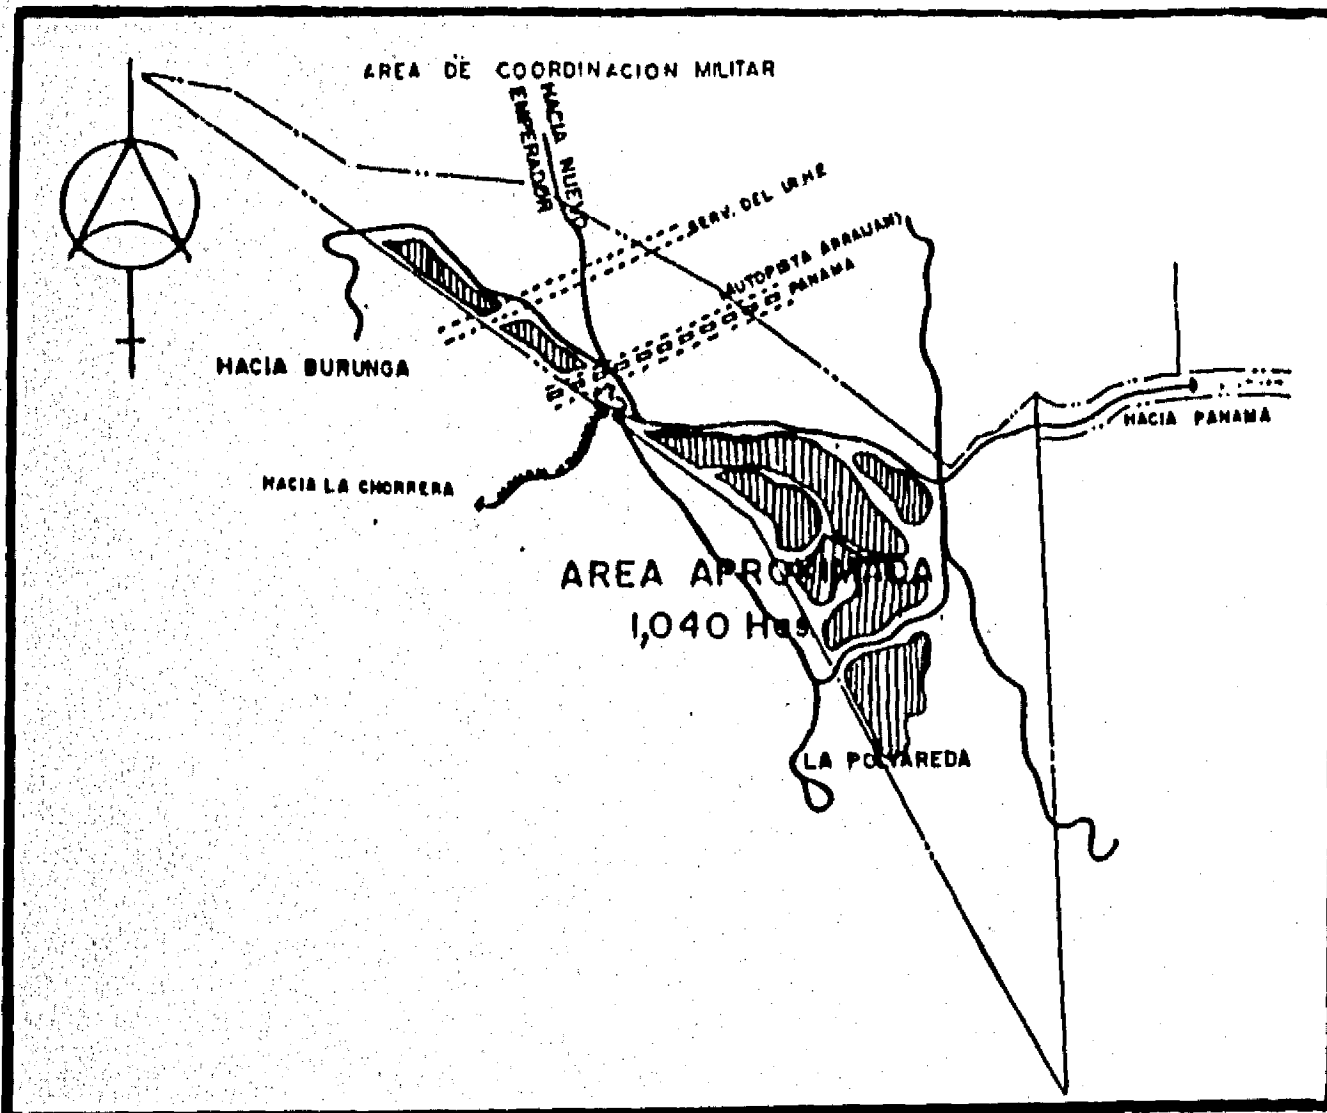 AREA DE COORDINACION MILITAR
HACIA NUEVO
EMPERADOR
SERV. DEL IRHE
(AUTOPISTA ARRAIJAN)
PANAMA
HACIA BURUNGA
HACIA PANAMA
HACIA LA CHORRERA
AREA APROXIMADA
1,040 Has
LA POLVAREDA